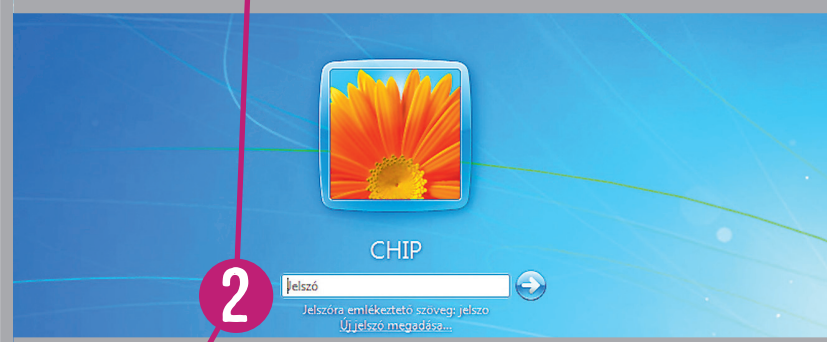 CHIP
2
Jelszó
Jelszóra emlékeztető szöveg: jelszo
Új jelszó megadása...